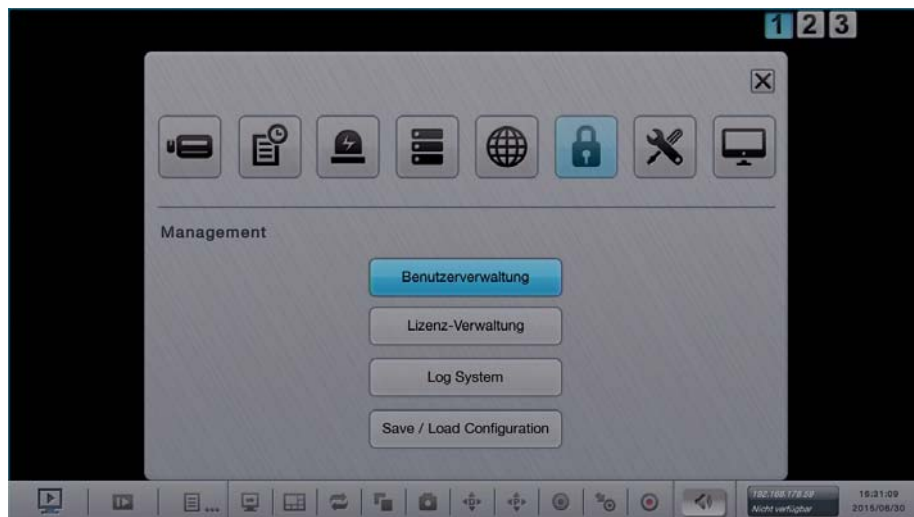 1 2 3
Management
Benutzerverwaltung
Lizenz-Verwaltung
Log System
Save / Load Configuration
192.168.178.59
Nicht verfügbar
16:31:09
2015/06/30